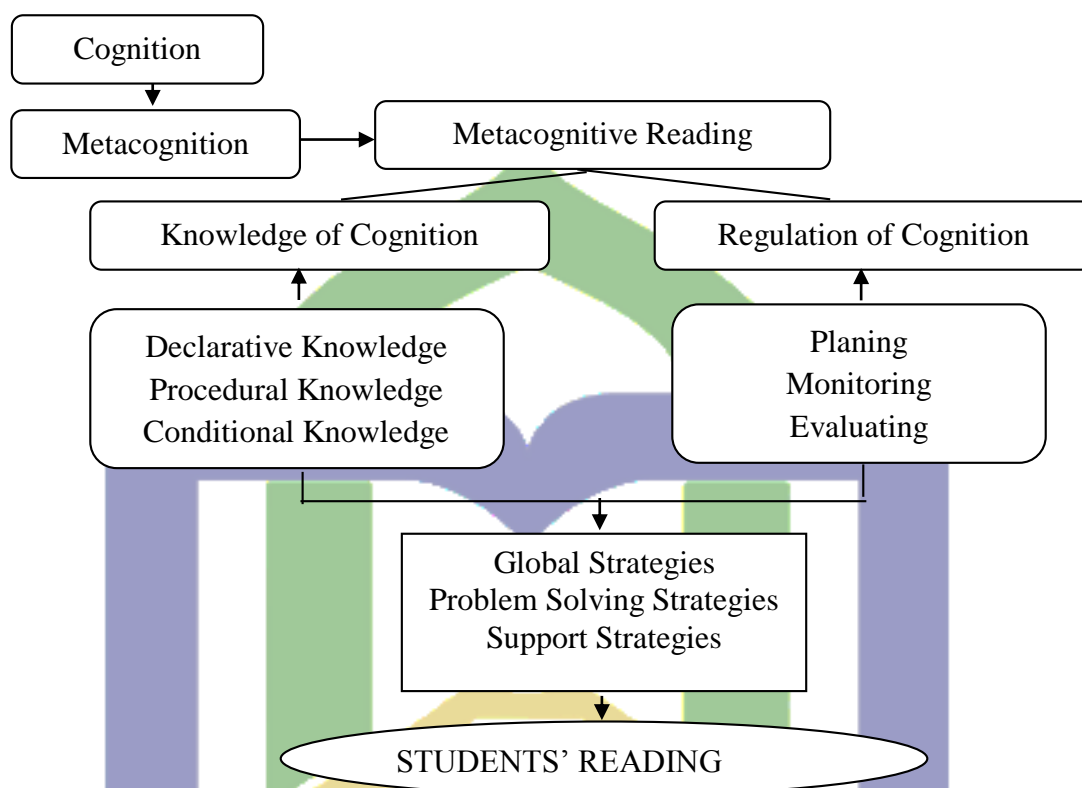 Cognition
Metacognition
Metacognitive Reading
Knowledge of Cognition
Regulation of Cognition
Declarative Knowledge
Procedural Knowledge
Conditional Knowledge
Planing
Monitoring
Evaluating
Global Strategies
Problem Solving Strategies
Support Strategies
STUDENTS’ READING